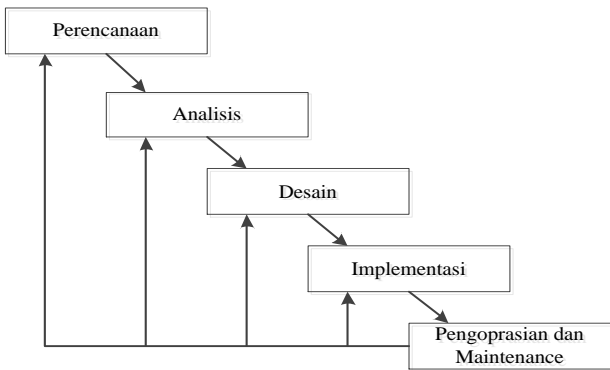 Perencanaan
Analisis
Desain
Implementasi
Pengoprasian dan
Maintenance